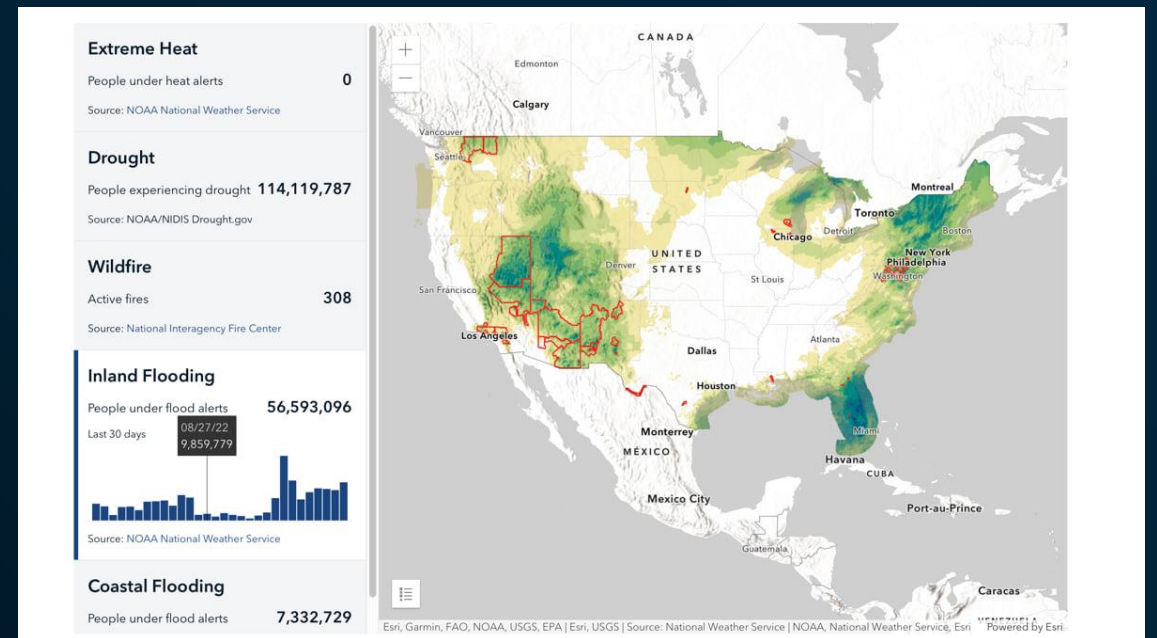 Extreme Heat
People under heat alerts 0
Source: NOAA National Weather Service
Drought
People experiencing drought 114,119,787
Source: NOAA/NIDIS Drought.gov
Wildfire
Active fires 308
Source: National Interagency Fire Center
Inland Flooding
People under flood alerts 56,593,096
Last 30 days
08/27/22
9,859,779
Source: NOAA National Weather Service
Coastal Flooding
People under flood alerts 7,332,729
+
−
CANADA
Edmonton
Calgary
Vancouver
Seattle
Montreal
Toronto
Boston
Chicago
Detroit
New York
Philadelphia
UNITED
STATES
Denver
Washington
St Louis
San Francisco
Los Angeles
Atlanta
Dallas
Houston
Monterrey
Miami
MÉXICO
Havana
CUBA
Mexico City
Port-au-Prince
Guatemala
Caracas
Esri, Garmin, FAO, NOAA, USGS, EPA | Esri, USGS | Source: National Weather Service | NOAA, National Weather Service, Esri Powered by Esri